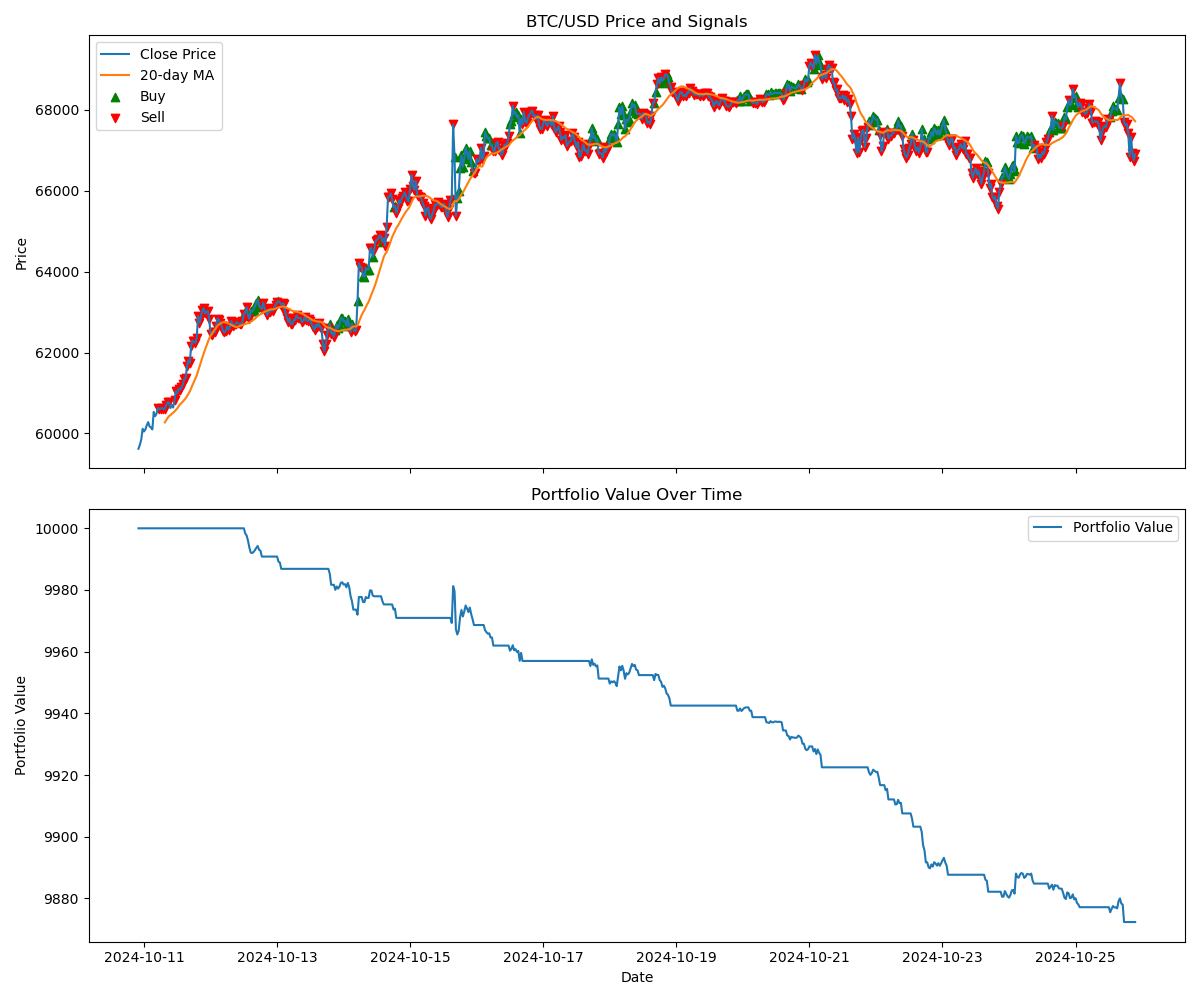 BTC/USD Price and Signals
Close Price
20-day MA
Buy
Sell
Price
68000
66000
64000
62000
60000
Portfolio Value Over Time
Portfolio Value
Portfolio Value
10000
9980
9960
9940
9920
9900
9880
2024-10-11
2024-10-13
2024-10-15
2024-10-17
2024-10-19
2024-10-21
2024-10-23
2024-10-25
Date